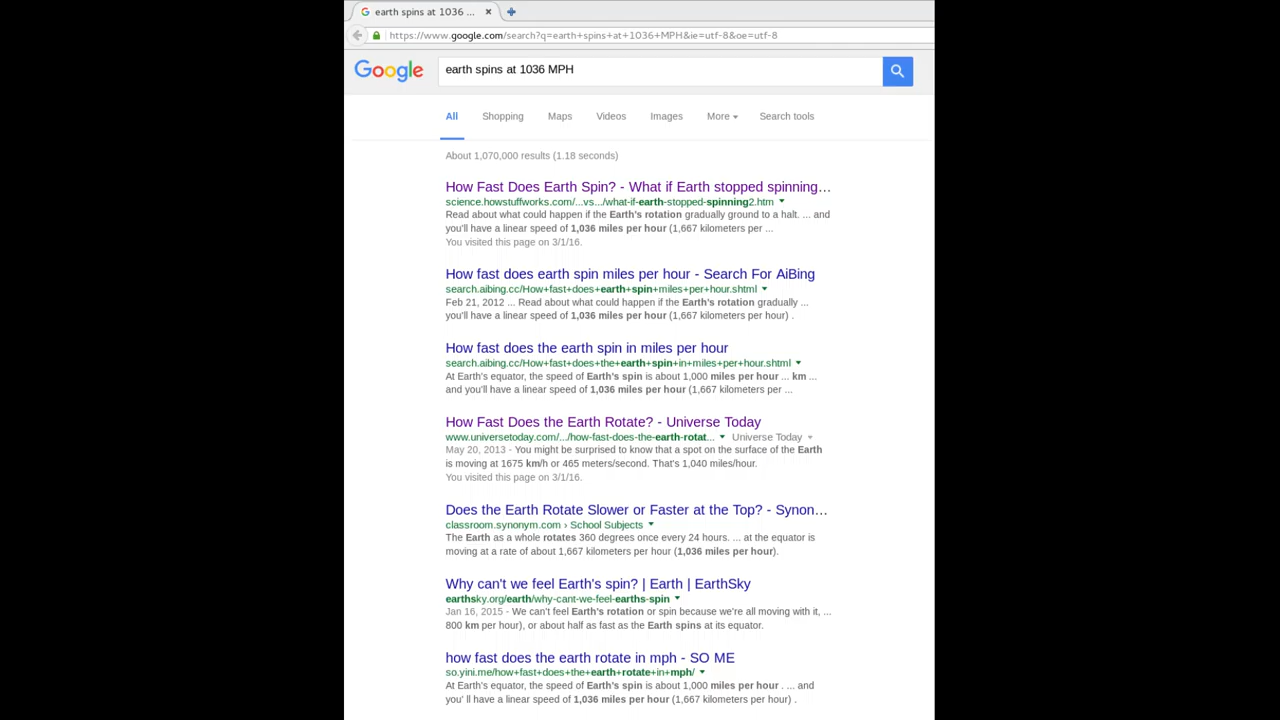 earth spins at 1036 ...
https://www.google.com/search?q=earth+spins+at+1036+MPH&ie=utf-8&oe=utf-8
Google earth spins at 1036 MPH
All Shopping Maps Videos Images More Search tools
About 1,070,000 results (1.18 seconds)
How Fast Does Earth Spin? - What if Earth stopped spinning...
science.howstuffworks.com/...vs.../what-if-earth-stopped-spinning2.htm
Read about what could happen if the Earth's rotation gradually ground to a halt. ... and
you'll have a linear speed of 1,036 miles per hour (1,667 kilometers per ...
You visited this page on 3/1/16.
How fast does earth spin miles per hour - Search For AiBing
search.aibing.cc/How+fast+does+earth+spin+miles+per+hour.shtml
Feb 21, 2012 ... Read about what could happen if the Earth's rotation gradually ...
you'll have a linear speed of 1,036 miles per hour (1,667 kilometers per hour) .
How fast does the earth spin in miles per hour
search.aibing.cc/How+fast+does+the+earth+spin+in+miles+per+hour.shtml
At Earth's equator, the speed of Earth's spin is about 1,000 miles per hour ... km ...
and you'll have a linear speed of 1,036 miles per hour (1,667 kilometers per ...
How Fast Does the Earth Rotate? - Universe Today
www.universetoday.com/.../how-fast-does-the-earth-rotat... Universe Today
May 20, 2013 - You might be surprised to know that a spot on the surface of the Earth
is moving at 1675 km/h or 465 meters/second. That's 1,040 miles/hour.
You visited this page on 3/1/16.
Does the Earth Rotate Slower or Faster at the Top? - Synon...
classroom.synonym.com › School Subjects
The Earth as a whole rotates 360 degrees once every 24 hours. ... at the equator is
moving at a rate of about 1,667 kilometers per hour (1,036 miles per hour).
Why can't we feel Earth's spin? | Earth | EarthSky
earthsky.org/earth/why-cant-we-feel-earths-spin
Jan 16, 2015 - We can't feel Earth's rotation or spin because we're all moving with it, ...
800 km per hour), or about half as fast as the Earth spins at its equator.
how fast does the earth rotate in mph - SO ME
so.yini.me/how+fast+does+the+earth+rotate+in+mph/
At Earth's equator, the speed of Earth's spin is about 1,000 miles per hour . ... and
you' ll have a linear speed of 1,036 miles per hour (1,667 kilometers per hour) .